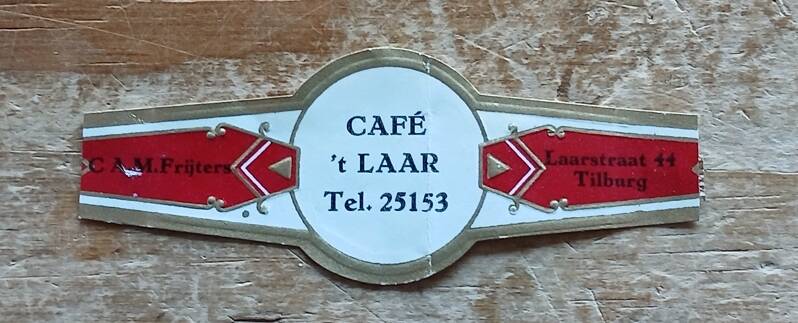 C A.M.Frijters
CAFÉ
't LAAR
Tel. 25153
Laarstraat 44
Tilburg